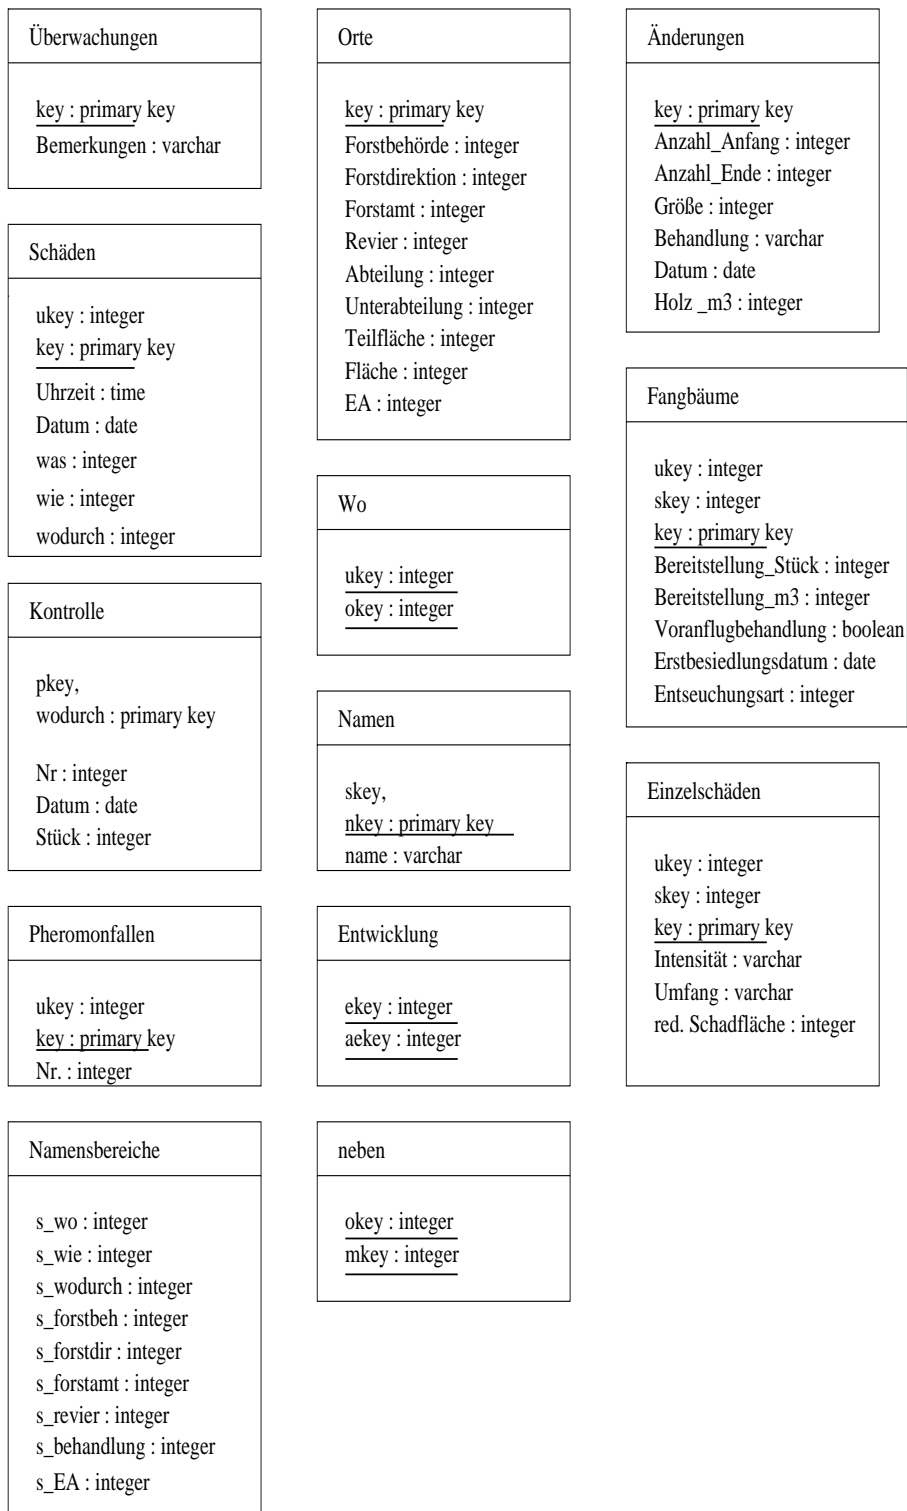 Überwachungen
key : primary key
Bemerkungen : varchar
Schäden
ukey : integer
key : primary key
Uhrzeit : time
Datum : date
was : integer
wie : integer
wodurch : integer
Kontrolle
pkey,
wodurch : primary key
Nr : integer
Datum : date
Stück : integer
Pheromonfallen
ukey : integer
key : primary key
Nr. : integer
Namensbereiche
s_wo : integer
s_wie : integer
s_wodurch : integer
s_forstbeh : integer
s_forstdir : integer
s_forstamt : integer
s_revier : integer
s_behandlung : integer
s_EA : integer
Orte
key : primary key
Forstbehörde : integer
Forstdirektion : integer
Forstamt : integer
Revier : integer
Abteilung : integer
Unterabteilung : integer
Teilfläche : integer
Fläche : integer
EA : integer
Wo
ukey : integer
okey : integer
Namen
skey,
nkey : primary key
name : varchar
Entwicklung
ekey : integer
aekey : integer
neben
okey : integer
mkey : integer
Änderungen
key : primary key
Anzahl_Anfang : integer
Anzahl_Ende : integer
Größe : integer
Behandlung : varchar
Datum : date
Holz _m3 : integer
Fangbäume
ukey : integer
skey : integer
key : primary key
Bereitstellung_Stück : integer
Bereitstellung_m3 : integer
Voranflugbehandlung : boolean
Erstbesiedlungsdatum : date
Entseuchungsart : integer
Einzelschäden
ukey : integer
skey : integer
key : primary key
Intensität : varchar
Umfang : varchar
red. Schadfläche : integer